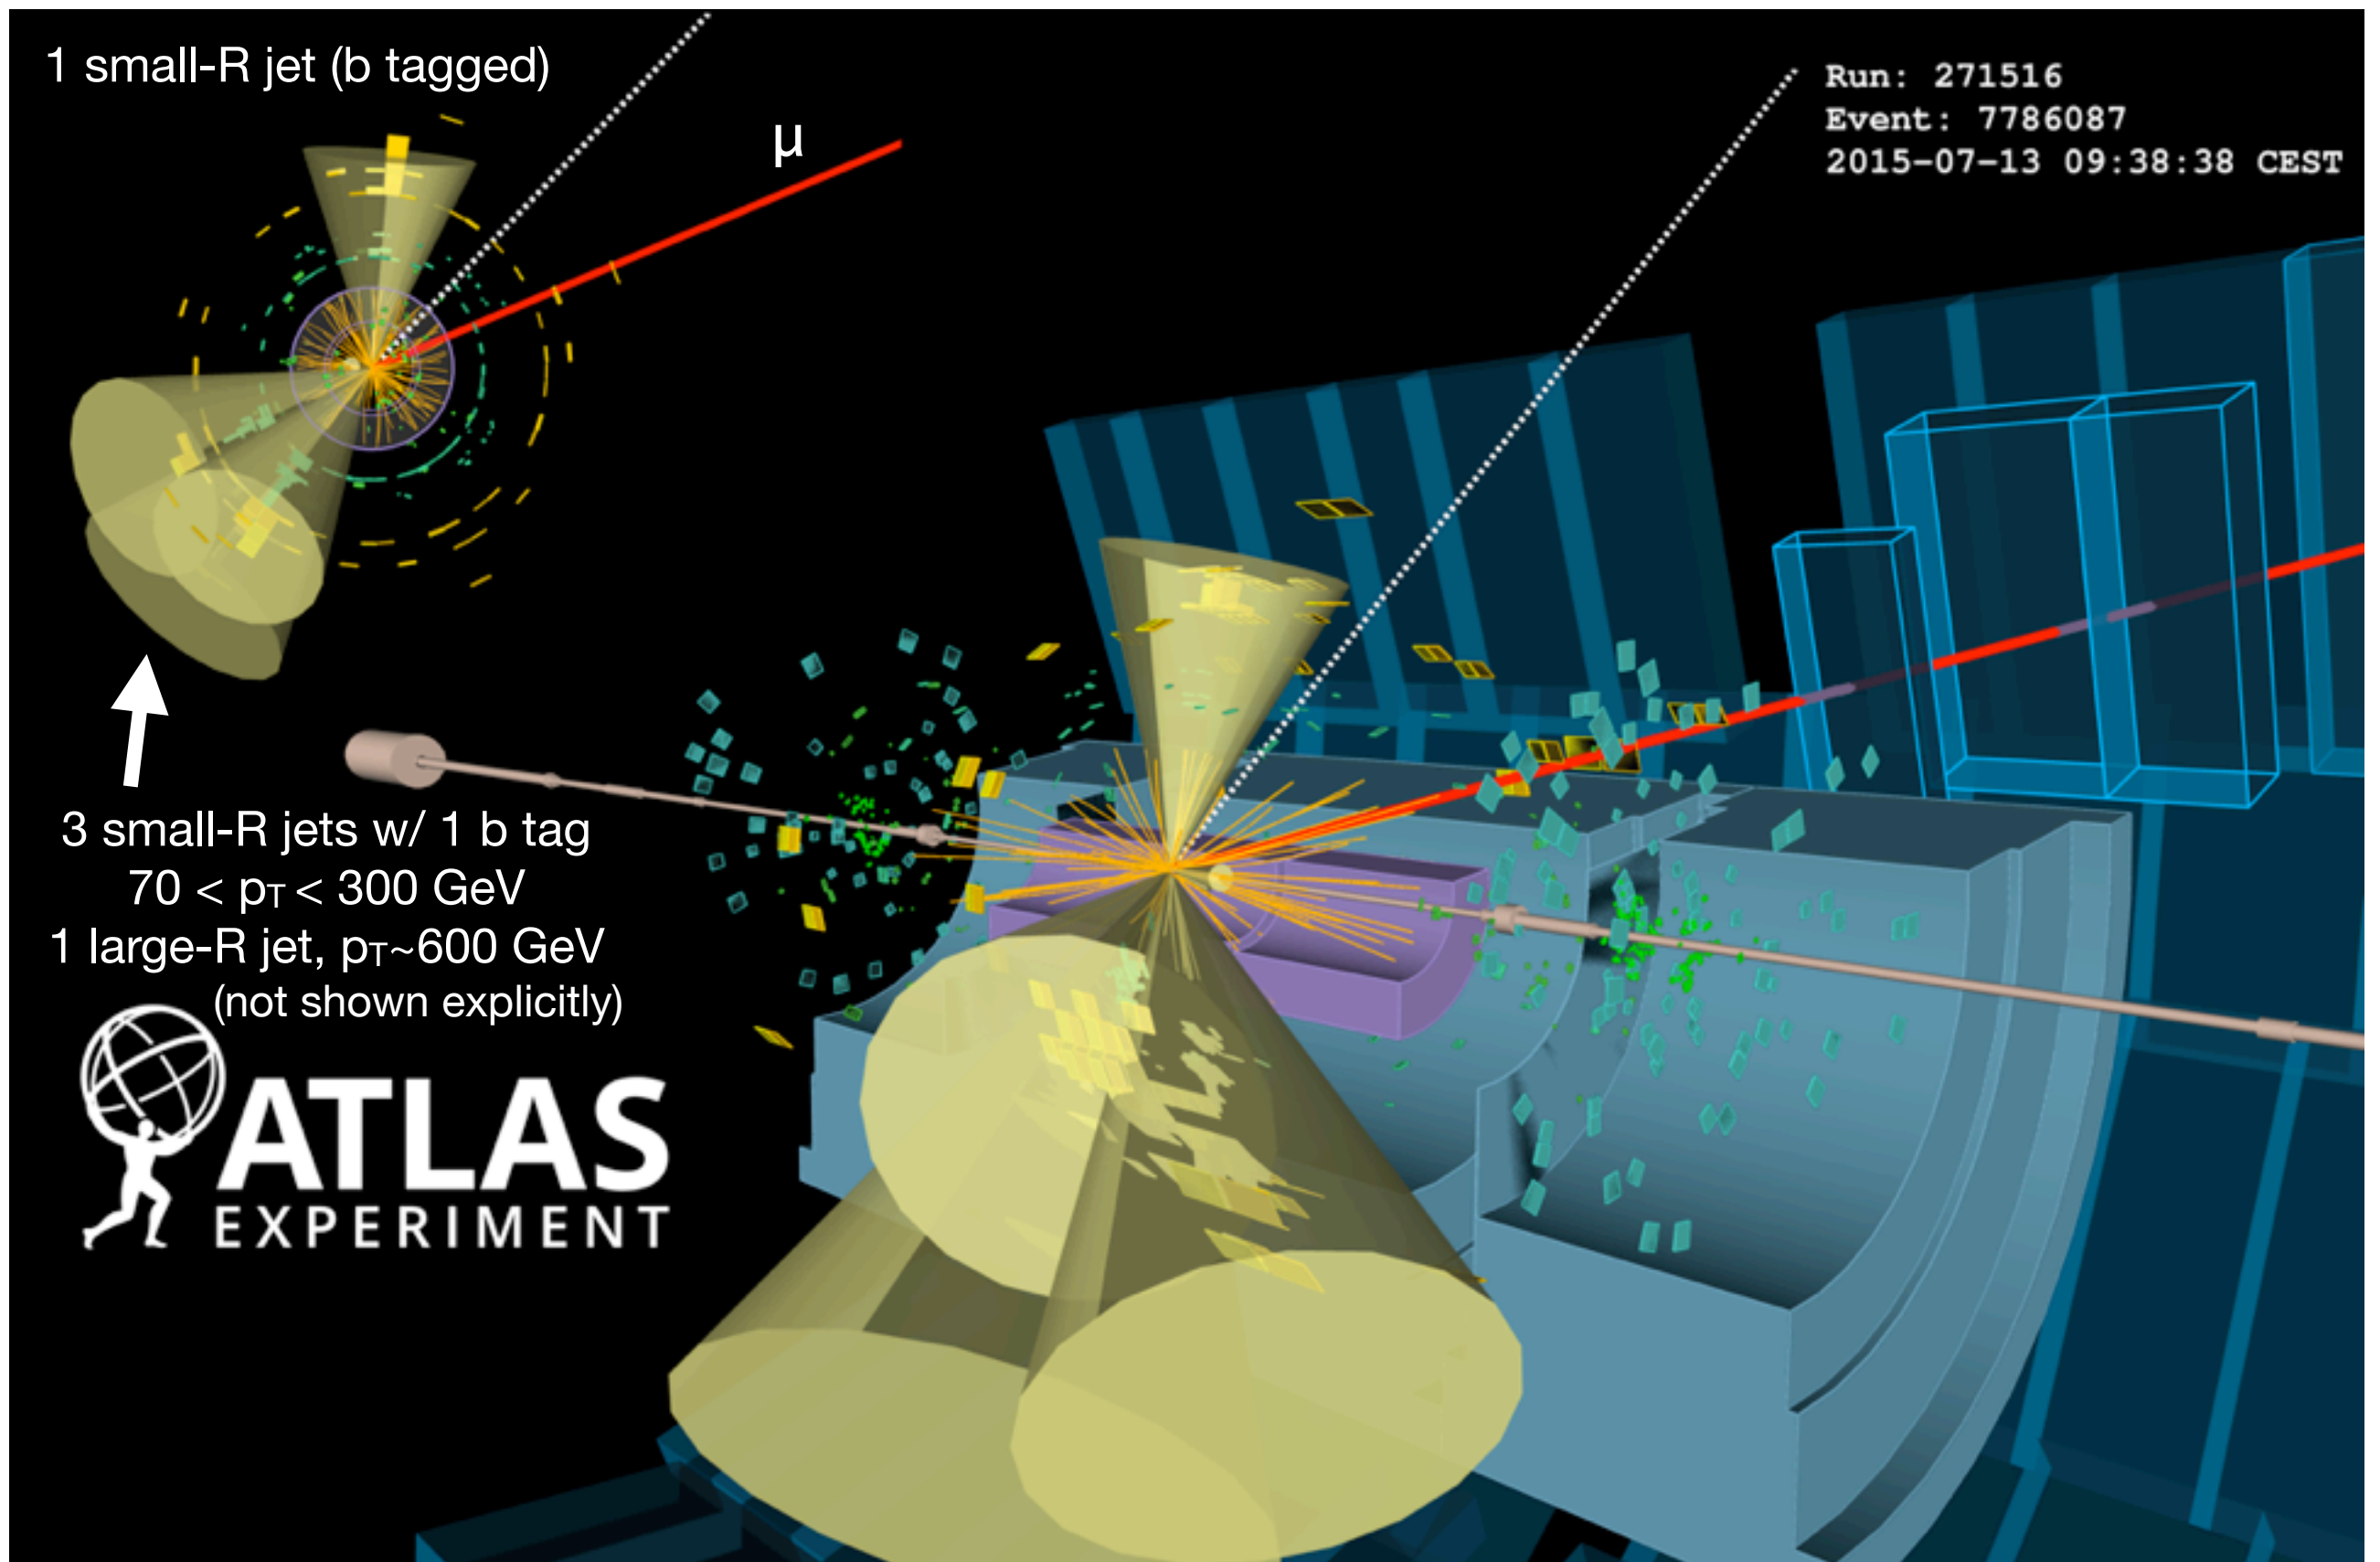 1 small-R jet (b tagged)
μ
Run: 271516
Event: 7786087
2015-07-13 09:38:38 CEST
3 small-R jets w/ 1 b tag
70 < pT < 300 GeV
1 large-R jet, pT~600 GeV
(not shown explicitly)
ATLAS
EXPERIMENT